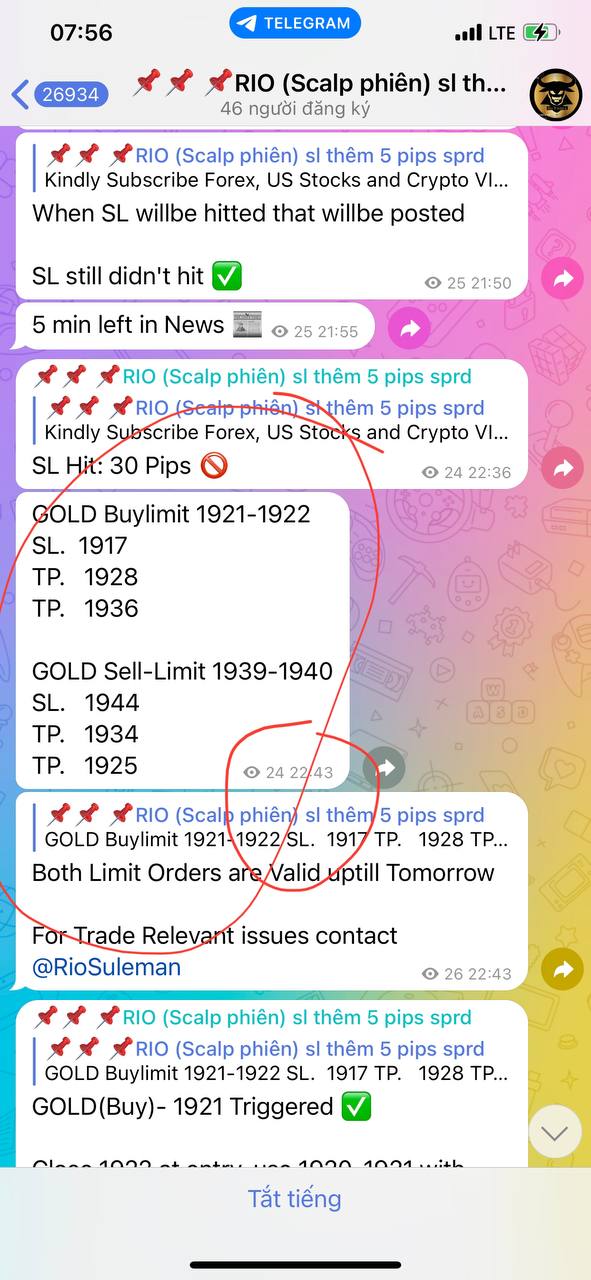 07:56
TELEGRAM
LTE
26934
RIO (Scalp phiên) sl th...
46 người đăng ký
RIO (Scalp phiên) sl thêm 5 pips sprd
Kindly Subscribe Forex, US Stocks and Crypto VI...
When SL willbe hitted that willbe posted
SL still didn't hit ✅
25 21:50
5 min left in News 📰
25 21:55
RIO (Scalp phiên) sl thêm 5 pips sprd
RIO (Scalp phiên) sl thêm 5 pips sprd
Kindly Subscribe Forex, US Stocks and Crypto VI...
SL Hit: 30 Pips 🚫
24 22:36
GOLD Buylimit 1921-1922
SL. 1917
TP. 1928
TP. 1936
GOLD Sell-Limit 1939-1940
SL. 1944
TP. 1934
TP. 1925
24 22:43
RIO (Scalp phiên) sl thêm 5 pips sprd
GOLD Buylimit 1921-1922 SL. 1917 TP. 1928 TP...
Both Limit Orders are Valid uptill Tomorrow
For Trade Relevant issues contact
@RioSuleman
26 22:43
RIO (Scalp phiên) sl thêm 5 pips sprd
RIO (Scalp phiên) sl thêm 5 pips sprd
GOLD Buylimit 1921-1922 SL. 1917 TP. 1928 TP...
GOLD(Buy)- 1921 Triggered ✅
Tắt tiếng